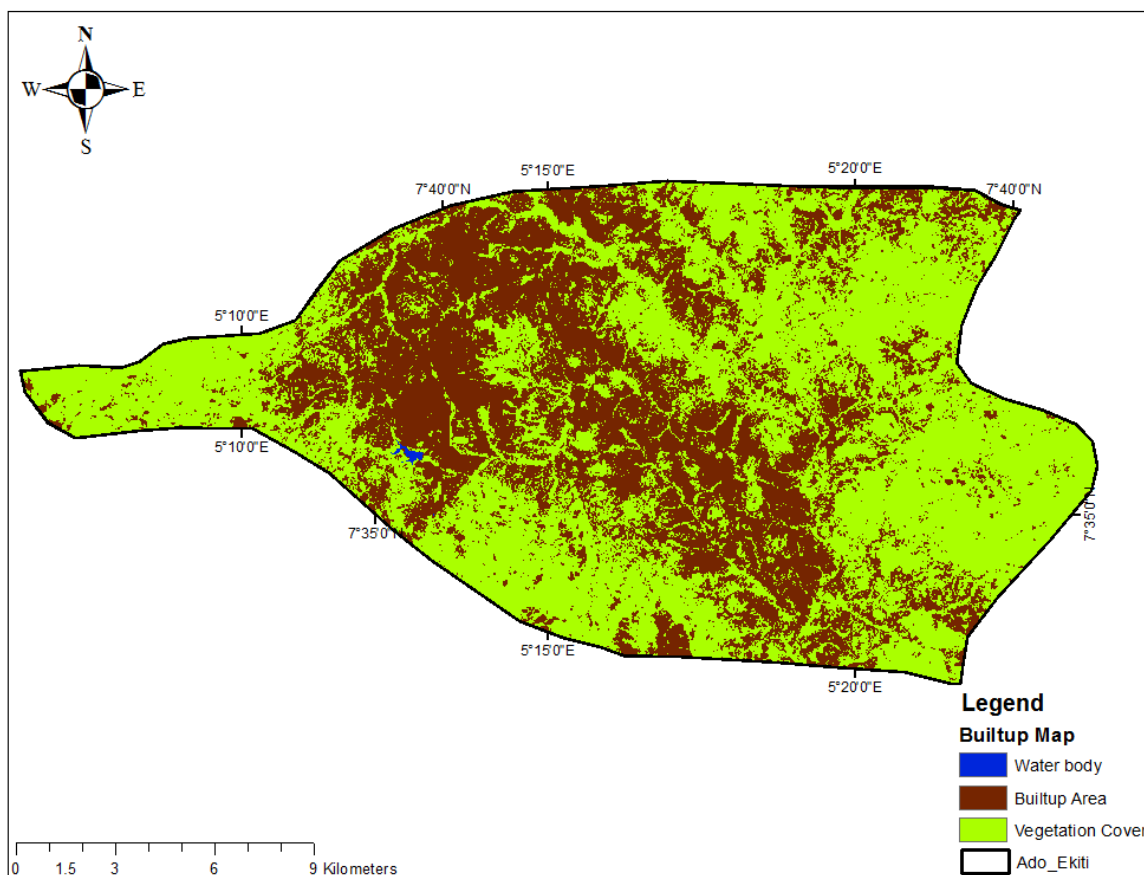 N
W E
S
5°15'0"E 5°20'0"E
7°40'0"N 7°40'0"N
5°10'0"E
5°10'0"E
7°35'0"N
7°35'0"N
5°15'0"E
5°20'0"E
Legend
Builtup Map
Water body
Builtup Area
Vegetation Cover
Ado_Ekiti
0 1.5 3 6 9 Kilometers